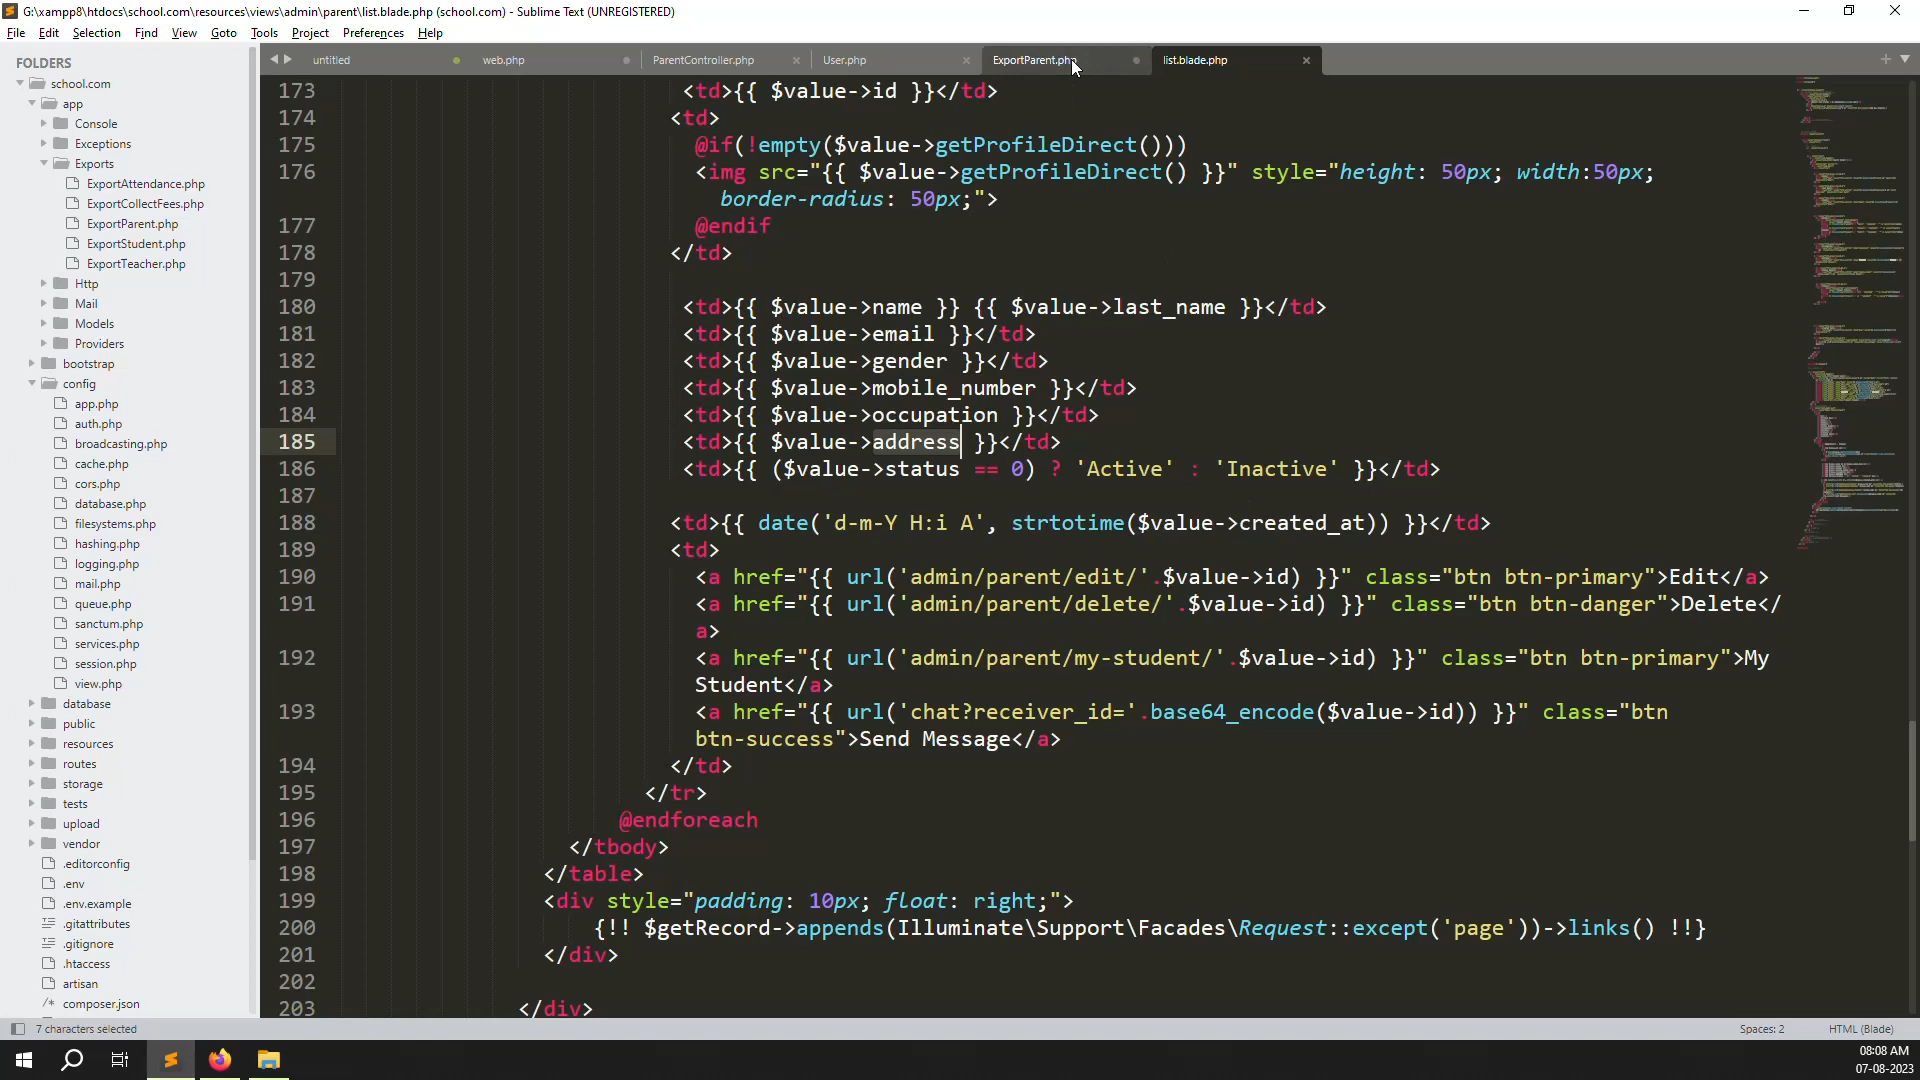 G:\xampp8\htdocs\school.com\resources\views\admin\parent\list.blade.php (school.com) - Sublime Text (UNREGISTERED)
File Edit Selection Find View Goto Tools Project Preferences Help
FOLDERS
school.com
app
Console
Exceptions
Exports
ExportAttendance.php
ExportCollectFees.php
ExportParent.php
ExportStudent.php
ExportTeacher.php
Http
Mail
Models
Providers
bootstrap
config
app.php
auth.php
broadcasting.php
cache.php
cors.php
database.php
filesystems.php
hashing.php
logging.php
mail.php
queue.php
sanctum.php
services.php
session.php
view.php
database
public
resources
routes
storage
tests
upload
vendor
.editorconfig
.env
.env.example
.gitattributes
.gitignore
.htaccess
artisan
/* composer.json
untitled web.php ParentController.php User.php ExportParent.php list.blade.php
173 <td>{{ $value->id }}</td>
174 <td>
175 @if(!empty($value->getProfileDirect()))
176 <img src="{{ $value->getProfileDirect() }}" style="height: 50px; width:50px;
border-radius: 50px;">
177 @endif
178 </td>
179
180 <td>{{ $value->name }} {{ $value->last_name }}</td>
181 <td>{{ $value->email }}</td>
182 <td>{{ $value->gender }}</td>
183 <td>{{ $value->mobile_number }}</td>
184 <td>{{ $value->occupation }}</td>
185 <td>{{ $value->address }}</td>
186 <td>{{ ($value->status == 0) ? 'Active' : 'Inactive' }}</td>
187
188 <td>{{ date('d-m-Y H:i A', strtotime($value->created_at)) }}</td>
189 <td>
190 <a href="{{ url('admin/parent/edit/'.$value->id) }}" class="btn btn-primary">Edit</a>
191 <a href="{{ url('admin/parent/delete/'.$value->id) }}" class="btn btn-danger">Delete</
a>
192 <a href="{{ url('admin/parent/my-student/'.$value->id) }}" class="btn btn-primary">My
Student</a>
193 <a href="{{ url('chat?receiver_id='.base64_encode($value->id)) }}" class="btn
btn-success">Send Message</a>
194 </td>
195 </tr>
196 @endforeach
197 </tbody>
198 </table>
199 <div style="padding: 10px; float: right;">
200 {!! $getRecord->appends(Illuminate\Support\Facades\Request::except('page'))->links() !!}
201 </div>
202
203 </div>
7 characters selected
Spaces: 2 HTML (Blade)
08:08 AM
07-08-2023